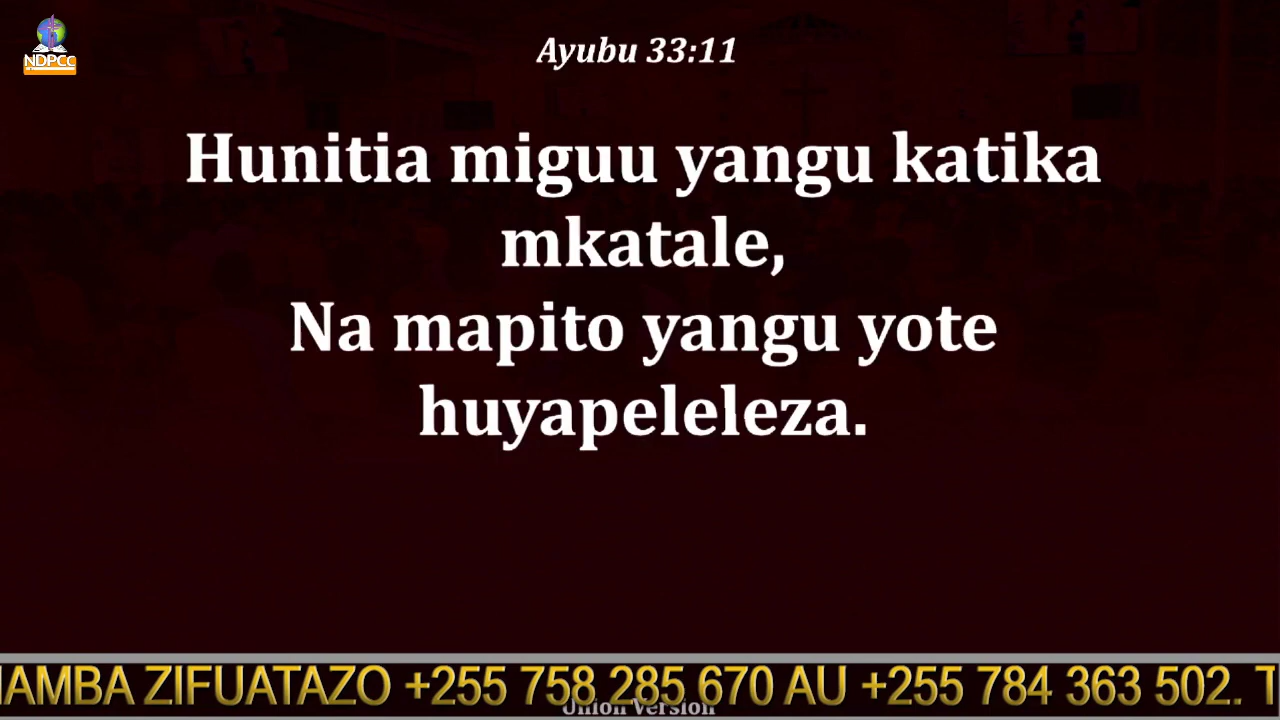 NDPCC
Ayubu 33:11
Hunitia miguu yangu katika
mkatale,
Na mapito yangu yote
huyapeleleza.
ZIFUATAZO +255 758 285 670 AU +255 784 363 502. T
Union Version